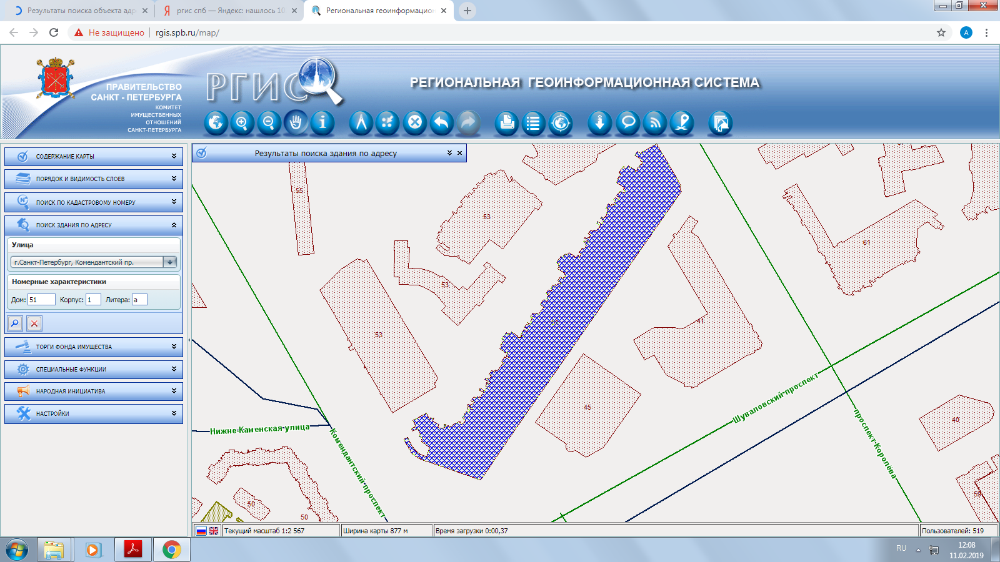 Результаты поиска объекта адр
ргис спб — Яндекс: нашлось 10
Региональная геоинформацион
Не защищено
rgis.spb.ru/map/
A
ПРАВИТЕЛЬСТВО
САНКТ - ПЕТЕРБУРГА
КОМИТЕТ
ИМУЩЕСТВЕННЫХ
ОТНОШЕНИЙ
САНКТ-ПЕТЕРБУРГА
РГИС
РЕГИОНАЛЬНАЯ ГЕОИНФОРМАЦИОННАЯ СИСТЕМА
СОДЕРЖАНИЕ КАРТЫ
ПОРЯДОК И ВИДИМОСТЬ СЛОЕВ
ПОИСК ПО КАДАСТРОВОМУ НОМЕРУ
ПОИСК ЗДАНИЯ ПО АДРЕСУ
Улица
г.Санкт-Петербург, Комендантский пр.
Номерные характеристики
Дом: 51 Корпус: 1 Литера: а
ТОРГИ ФОНДА ИМУЩЕСТВА
СПЕЦИАЛЬНЫЕ ФУНКЦИИ
НАРОДНАЯ ИНИЦИАТИВА
НАСТРОЙКИ
Результаты поиска здания по адресу
55
53
61
53
53
41
45
40
59
50
50
Нижне-Каменская улица
Комендантский проспект
Шуваловский проспект
проспект Королева
Текущий масштаб 1:2 567
Ширина карты 877 м
Время загрузки 0:00,37
Пользователей: 519
RU
12:08
11.02.2019